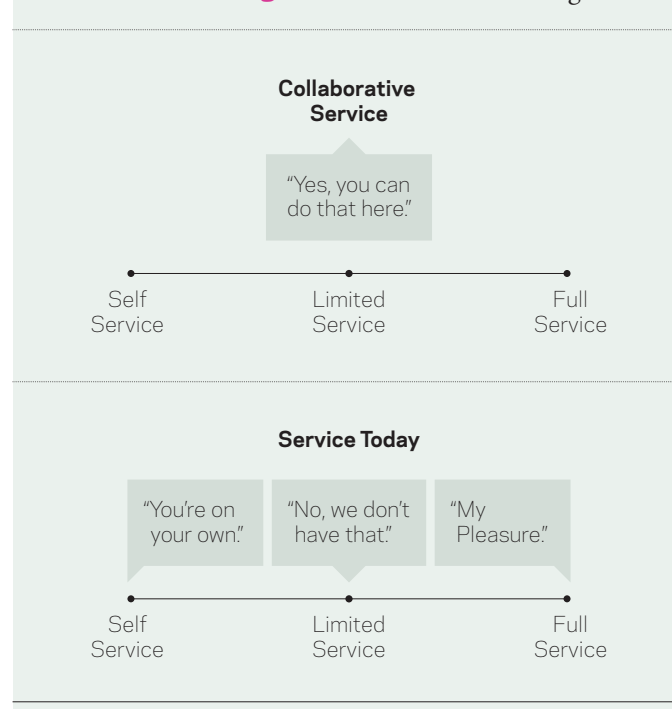 Collaborative
Service
“Yes, you can
do that here.”
Self
Service
Limited
Service
Full
Service
Service Today
“You’re on
your own.”
“No, we don’t
have that.”
“My
Pleasure.”
Self
Service
Limited
Service
Full
Service